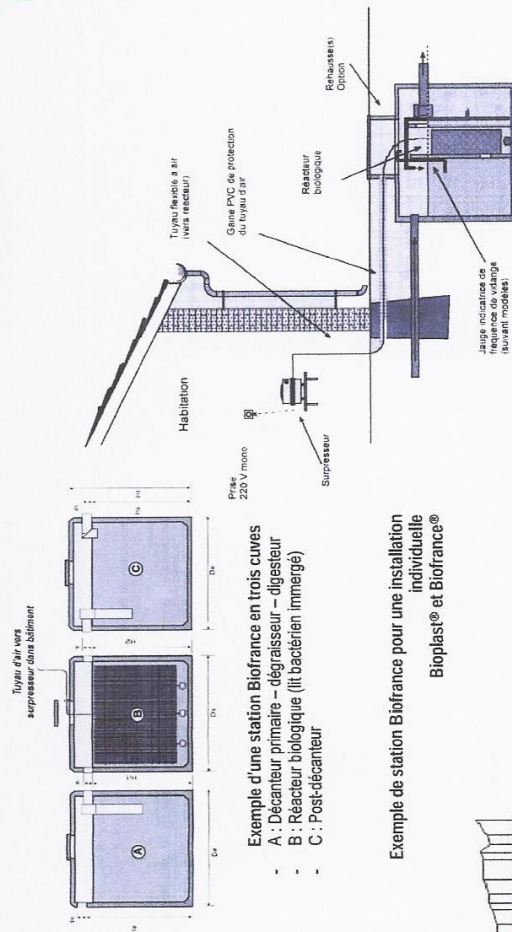 Tuyau d'air vers
surpresseur dans bâtiment
A
B
C
Exemple d'une station Biofrance en trois cuves
- A : Décanteur primaire – dégraisseur – digesteur
- B : Réacteur biologique (lit bactérien immergé)
- C : Post-décanteur
Exemple de station Biofrance pour une installation
individuelle
Bioplast® et Biofrance®
Habitation
Prise
220 V mono
Surpresseur
Tuyau flexible a air
(vers reacteur)
Gaine PVC de protection
du tuyau d'air
Réacteur
biologique
Rehausse(s)
Option
Jauge indicatrice de
fréquence de vidange
(suivant modèles)